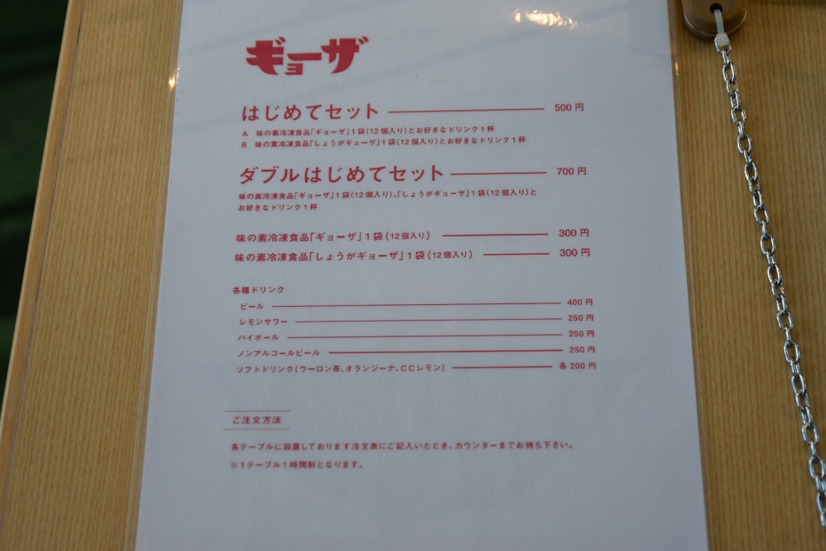 ギョーザ
はじめてセット 500円
A 味の素冷凍食品「ギョーザ」1袋(12個入り)とお好きなドリンク1杯
B 味の素冷凍食品「しょうがギョーザ」1袋(12個入り)とお好きなドリンク1杯
ダブルはじめてセット 700円
味の素冷凍食品「ギョーザ」1袋(12個入り)、「しょうがギョーザ」1袋(12個入り)と
お好きなドリンク1杯
味の素冷凍食品「ギョーザ」1袋(12個入り) 300円
味の素冷凍食品「しょうがギョーザ」1袋(12個入り) 300円
各種ドリンク
ビール 400円
レモンサワー 250円
ハイボール 250円
ノンアルコールビール 250円
ソフトドリンク(ウーロン茶、オランジーナ、CCレモン) 各200円
ご注文方法
各テーブルに設置しております注文表にご記入いただき、カウンターまでお持ち下さい。
※1テーブル1時間制となります。